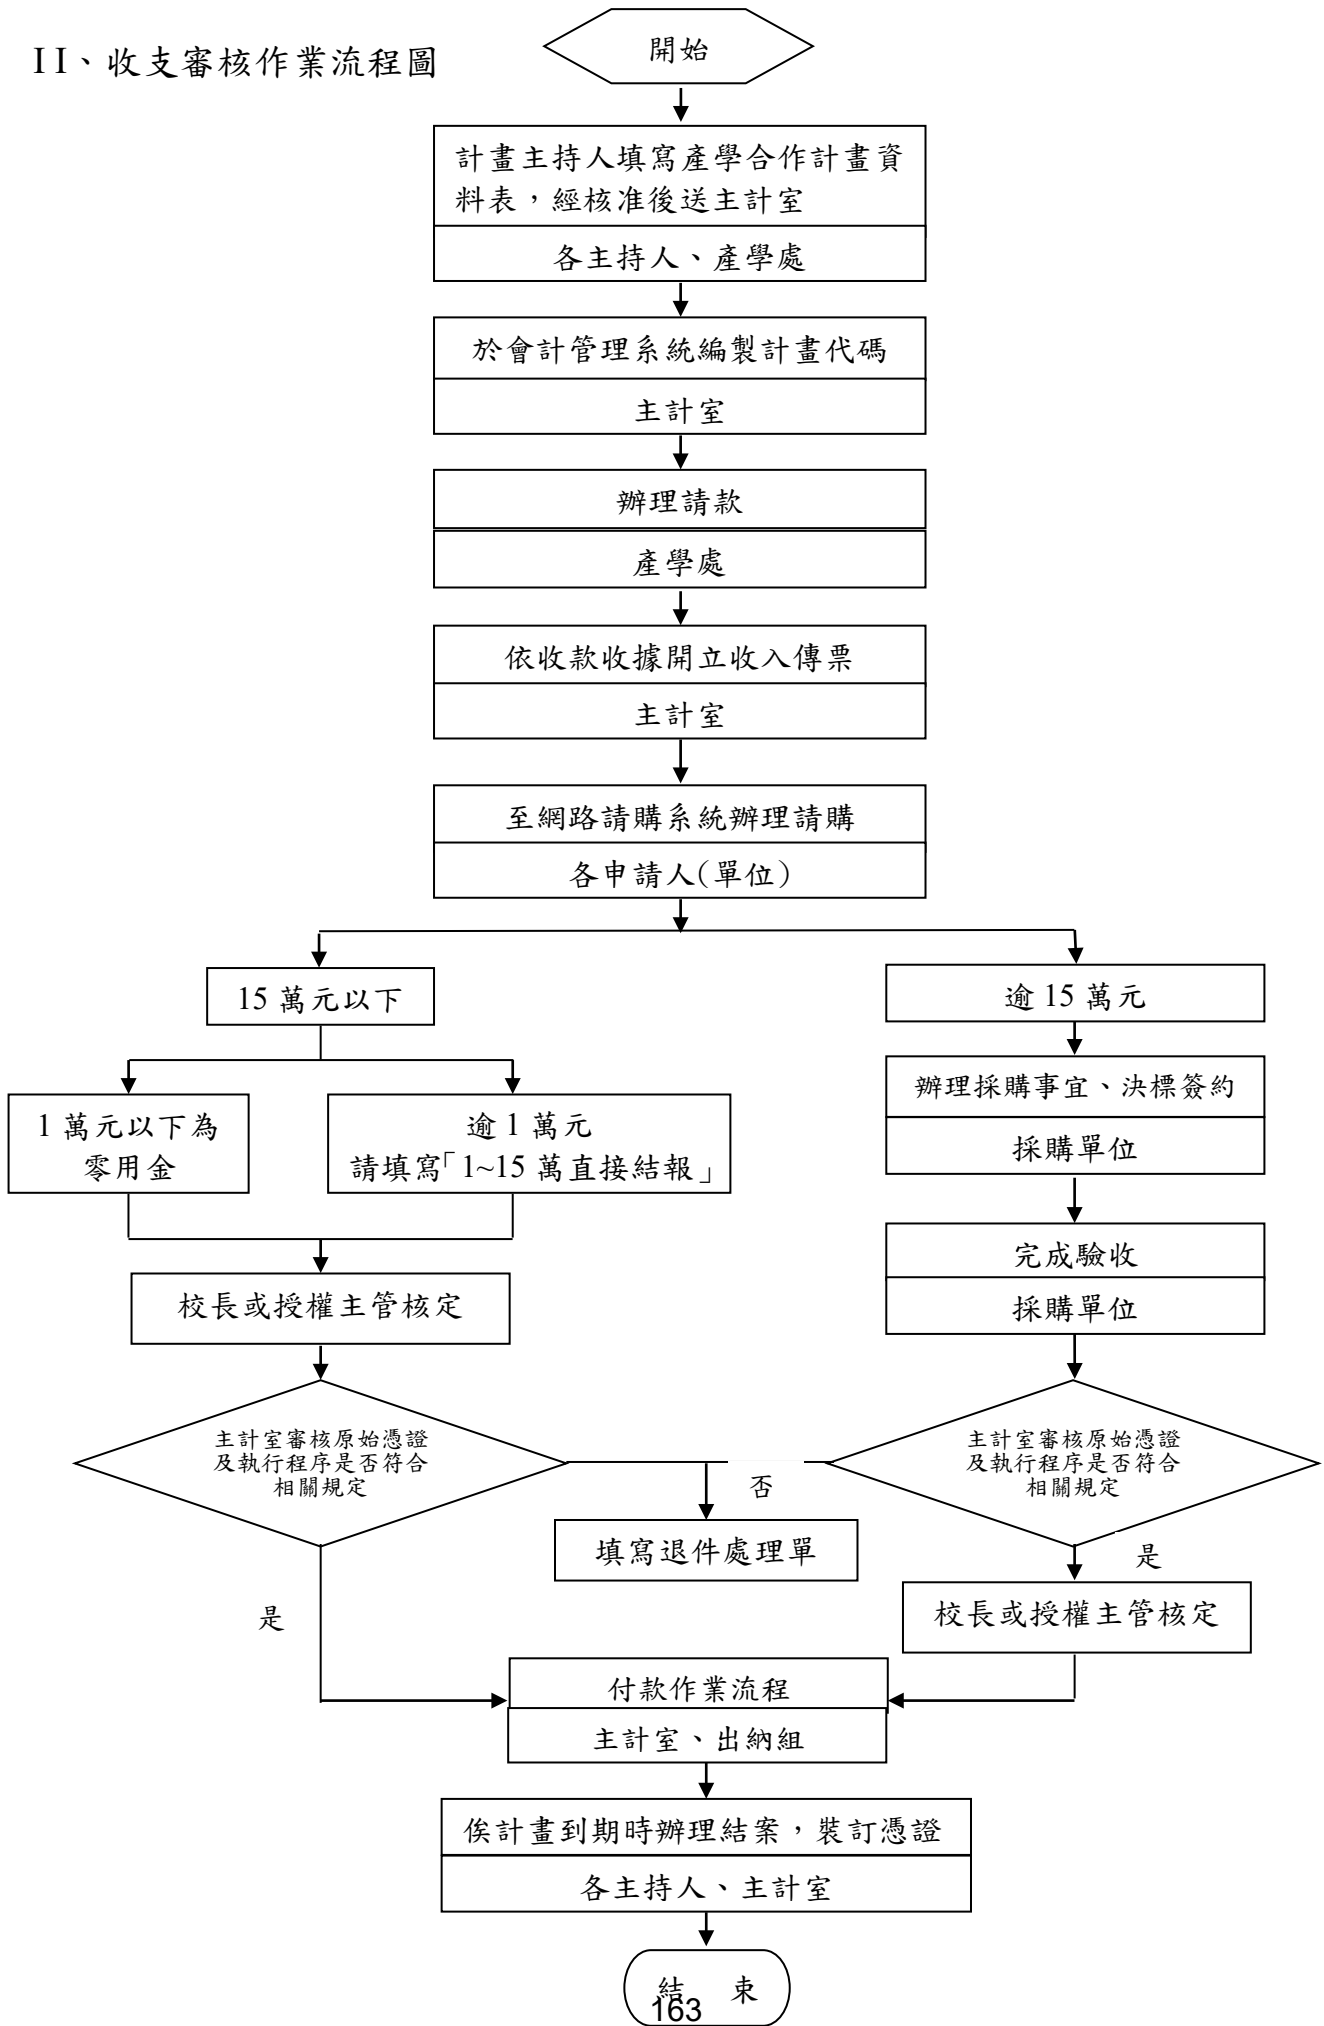 II、收支審核作業流程圖
開始
計畫主持人填寫產學合作計畫資
料表，經核准後送主計室
各主持人、產學處
於會計管理系統編製計畫代碼
主計室
辦理請款
產學處
依收款收據開立收入傳票
主計室
至網路請購系統辦理請購
各申請人(單位)
15 萬元以下
逾 15 萬元
1 萬元以下為
零用金
逾 1 萬元
請填寫「1~15 萬直接結報」
辦理採購事宜、決標簽約
採購單位
完成驗收
採購單位
校長或授權主管核定
主計室審核原始憑證
及執行程序是否符合
相關規定
主計室審核原始憑證
及執行程序是否符合
相關規定
否
填寫退件處理單
是
是
校長或授權主管核定
付款作業流程
主計室、出納組
俟計畫到期時辦理結案，裝訂憑證
各主持人、主計室
結　束
163